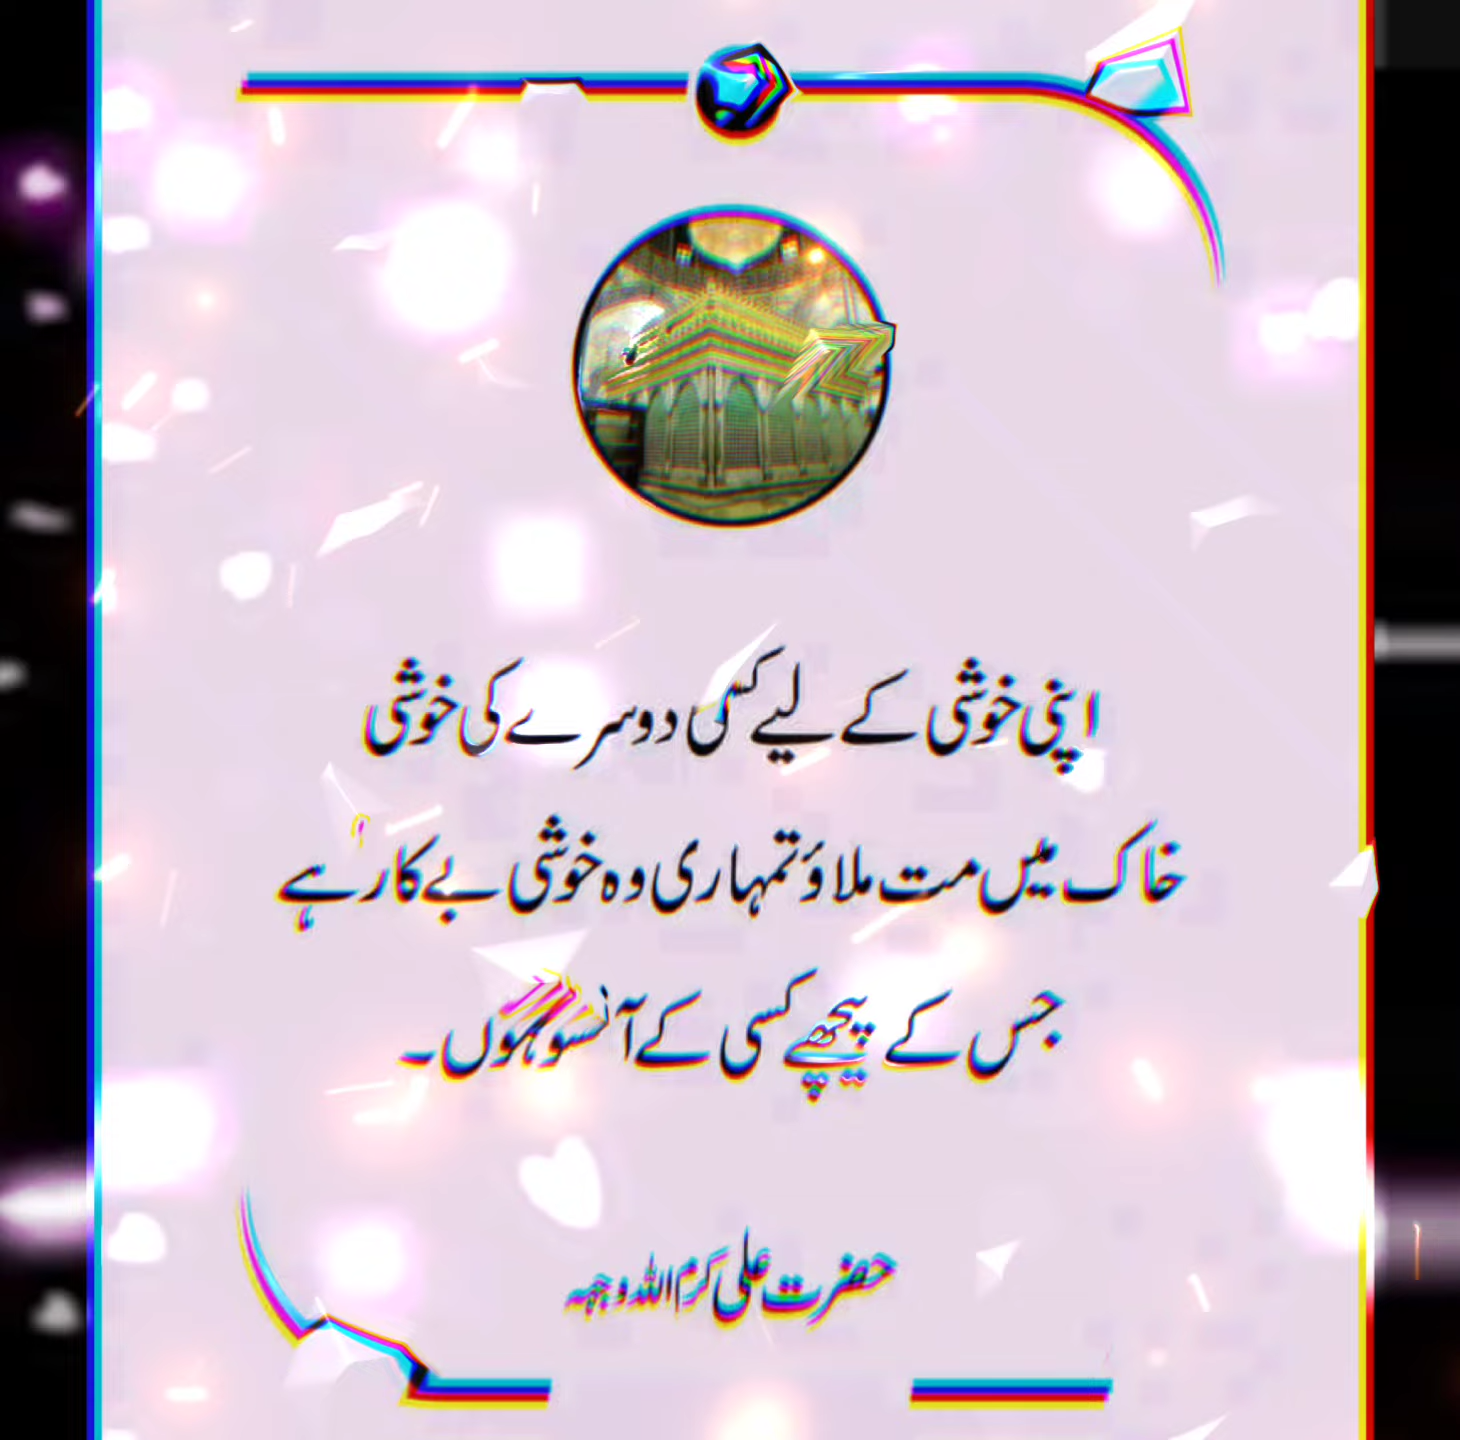 اپنی خوشی کے لیے کسی دوسرے کی خوشی
خاک میں مت ملاؤ تمہاری وہ خوشی بے کار ہے
جس کے پیچھے کسی کے آنسو ہوں۔
حضرت علی کرم اللہ وجہہ